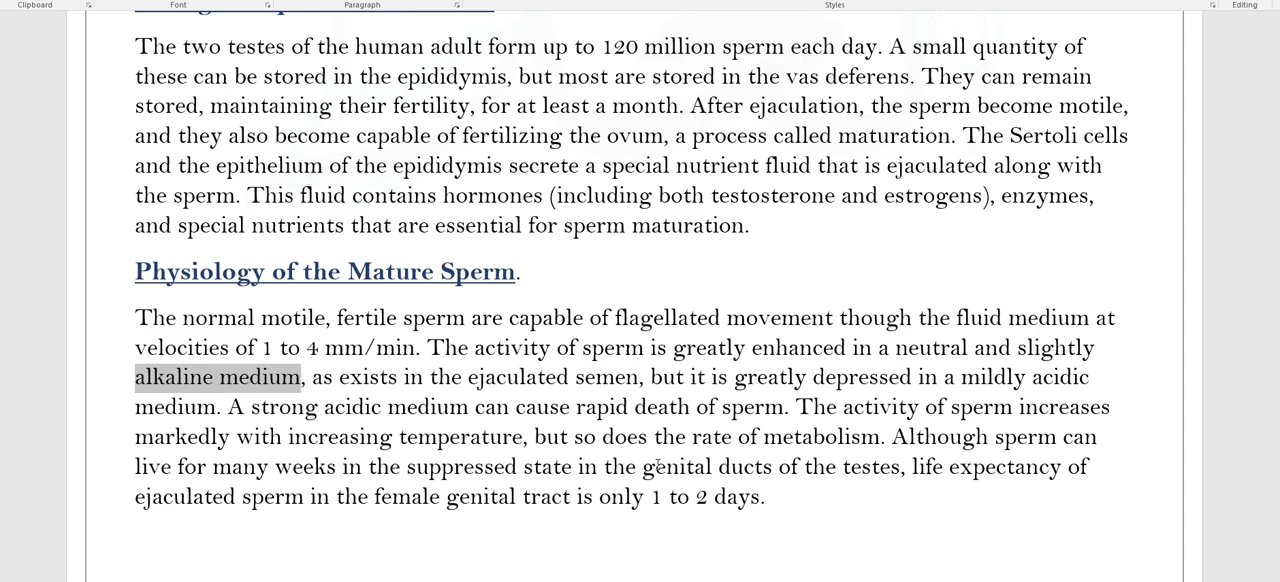 Clipboard Font Paragraph Styles Editing
The two testes of the human adult form up to 120 million sperm each day. A small quantity of
these can be stored in the epididymis, but most are stored in the vas deferens. They can remain
stored, maintaining their fertility, for at least a month. After ejaculation, the sperm become motile,
and they also become capable of fertilizing the ovum, a process called maturation. The Sertoli cells
and the epithelium of the epididymis secrete a special nutrient fluid that is ejaculated along with
the sperm. This fluid contains hormones (including both testosterone and estrogens), enzymes,
and special nutrients that are essential for sperm maturation.
Physiology of the Mature Sperm.
The normal motile, fertile sperm are capable of flagellated movement though the fluid medium at
velocities of 1 to 4 mm/min. The activity of sperm is greatly enhanced in a neutral and slightly
alkaline medium, as exists in the ejaculated semen, but it is greatly depressed in a mildly acidic
medium. A strong acidic medium can cause rapid death of sperm. The activity of sperm increases
markedly with increasing temperature, but so does the rate of metabolism. Although sperm can
live for many weeks in the suppressed state in the genital ducts of the testes, life expectancy of
ejaculated sperm in the female genital tract is only 1 to 2 days.